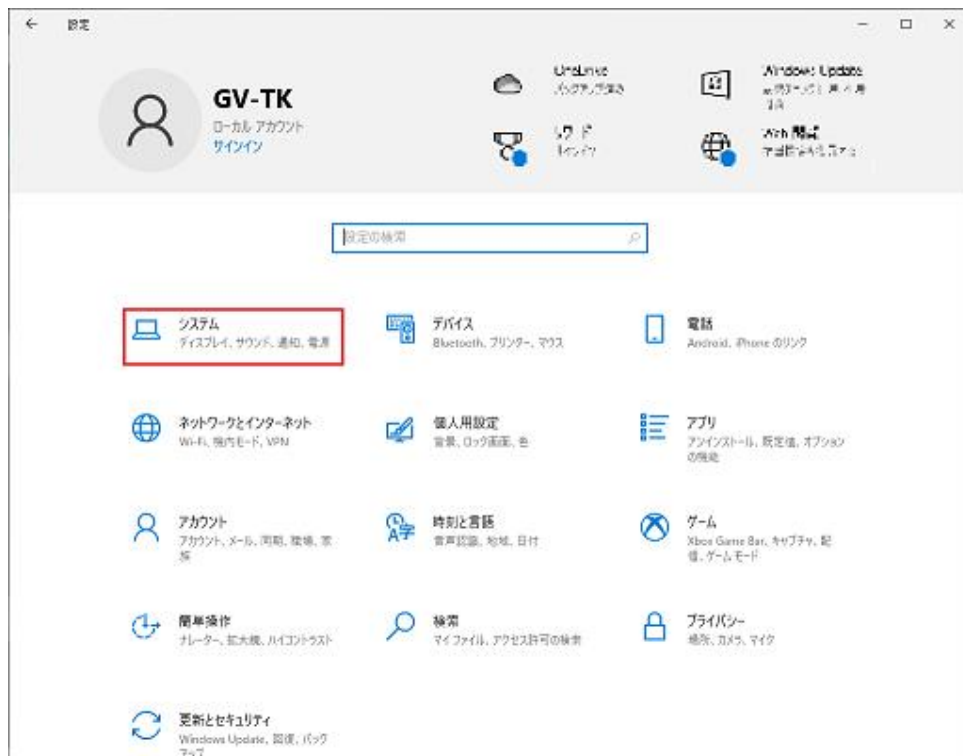 設定
GV-TK
ローカル アカウント
サインイン
OneDrive
Windows Update
Web 閲覧
設定の検索
システム
ディスプレイ、サウンド、通知、電源
デバイス
Bluetooth、プリンター、マウス
電話
Android、iPhone のリンク
ネットワークとインターネット
Wi-Fi、機内モード、VPN
個人用設定
背景、ロック画面、色
アプリ
アンインストール、既定値、オプション
の機能
アカウント
アカウント、メール、同期、職場、家
族
時刻と言語
音声認識、地域、日付
ゲーム
Xbox Game Bar、キャプチャ、配
信、ゲーム モード
簡単操作
ナレーター、拡大鏡、ハイコントラスト
検索
マイ ファイル、アクセス許可の検索
プライバシー
場所、カメラ、マイク
更新とセキュリティ
Windows Update、回復、バック
アップ